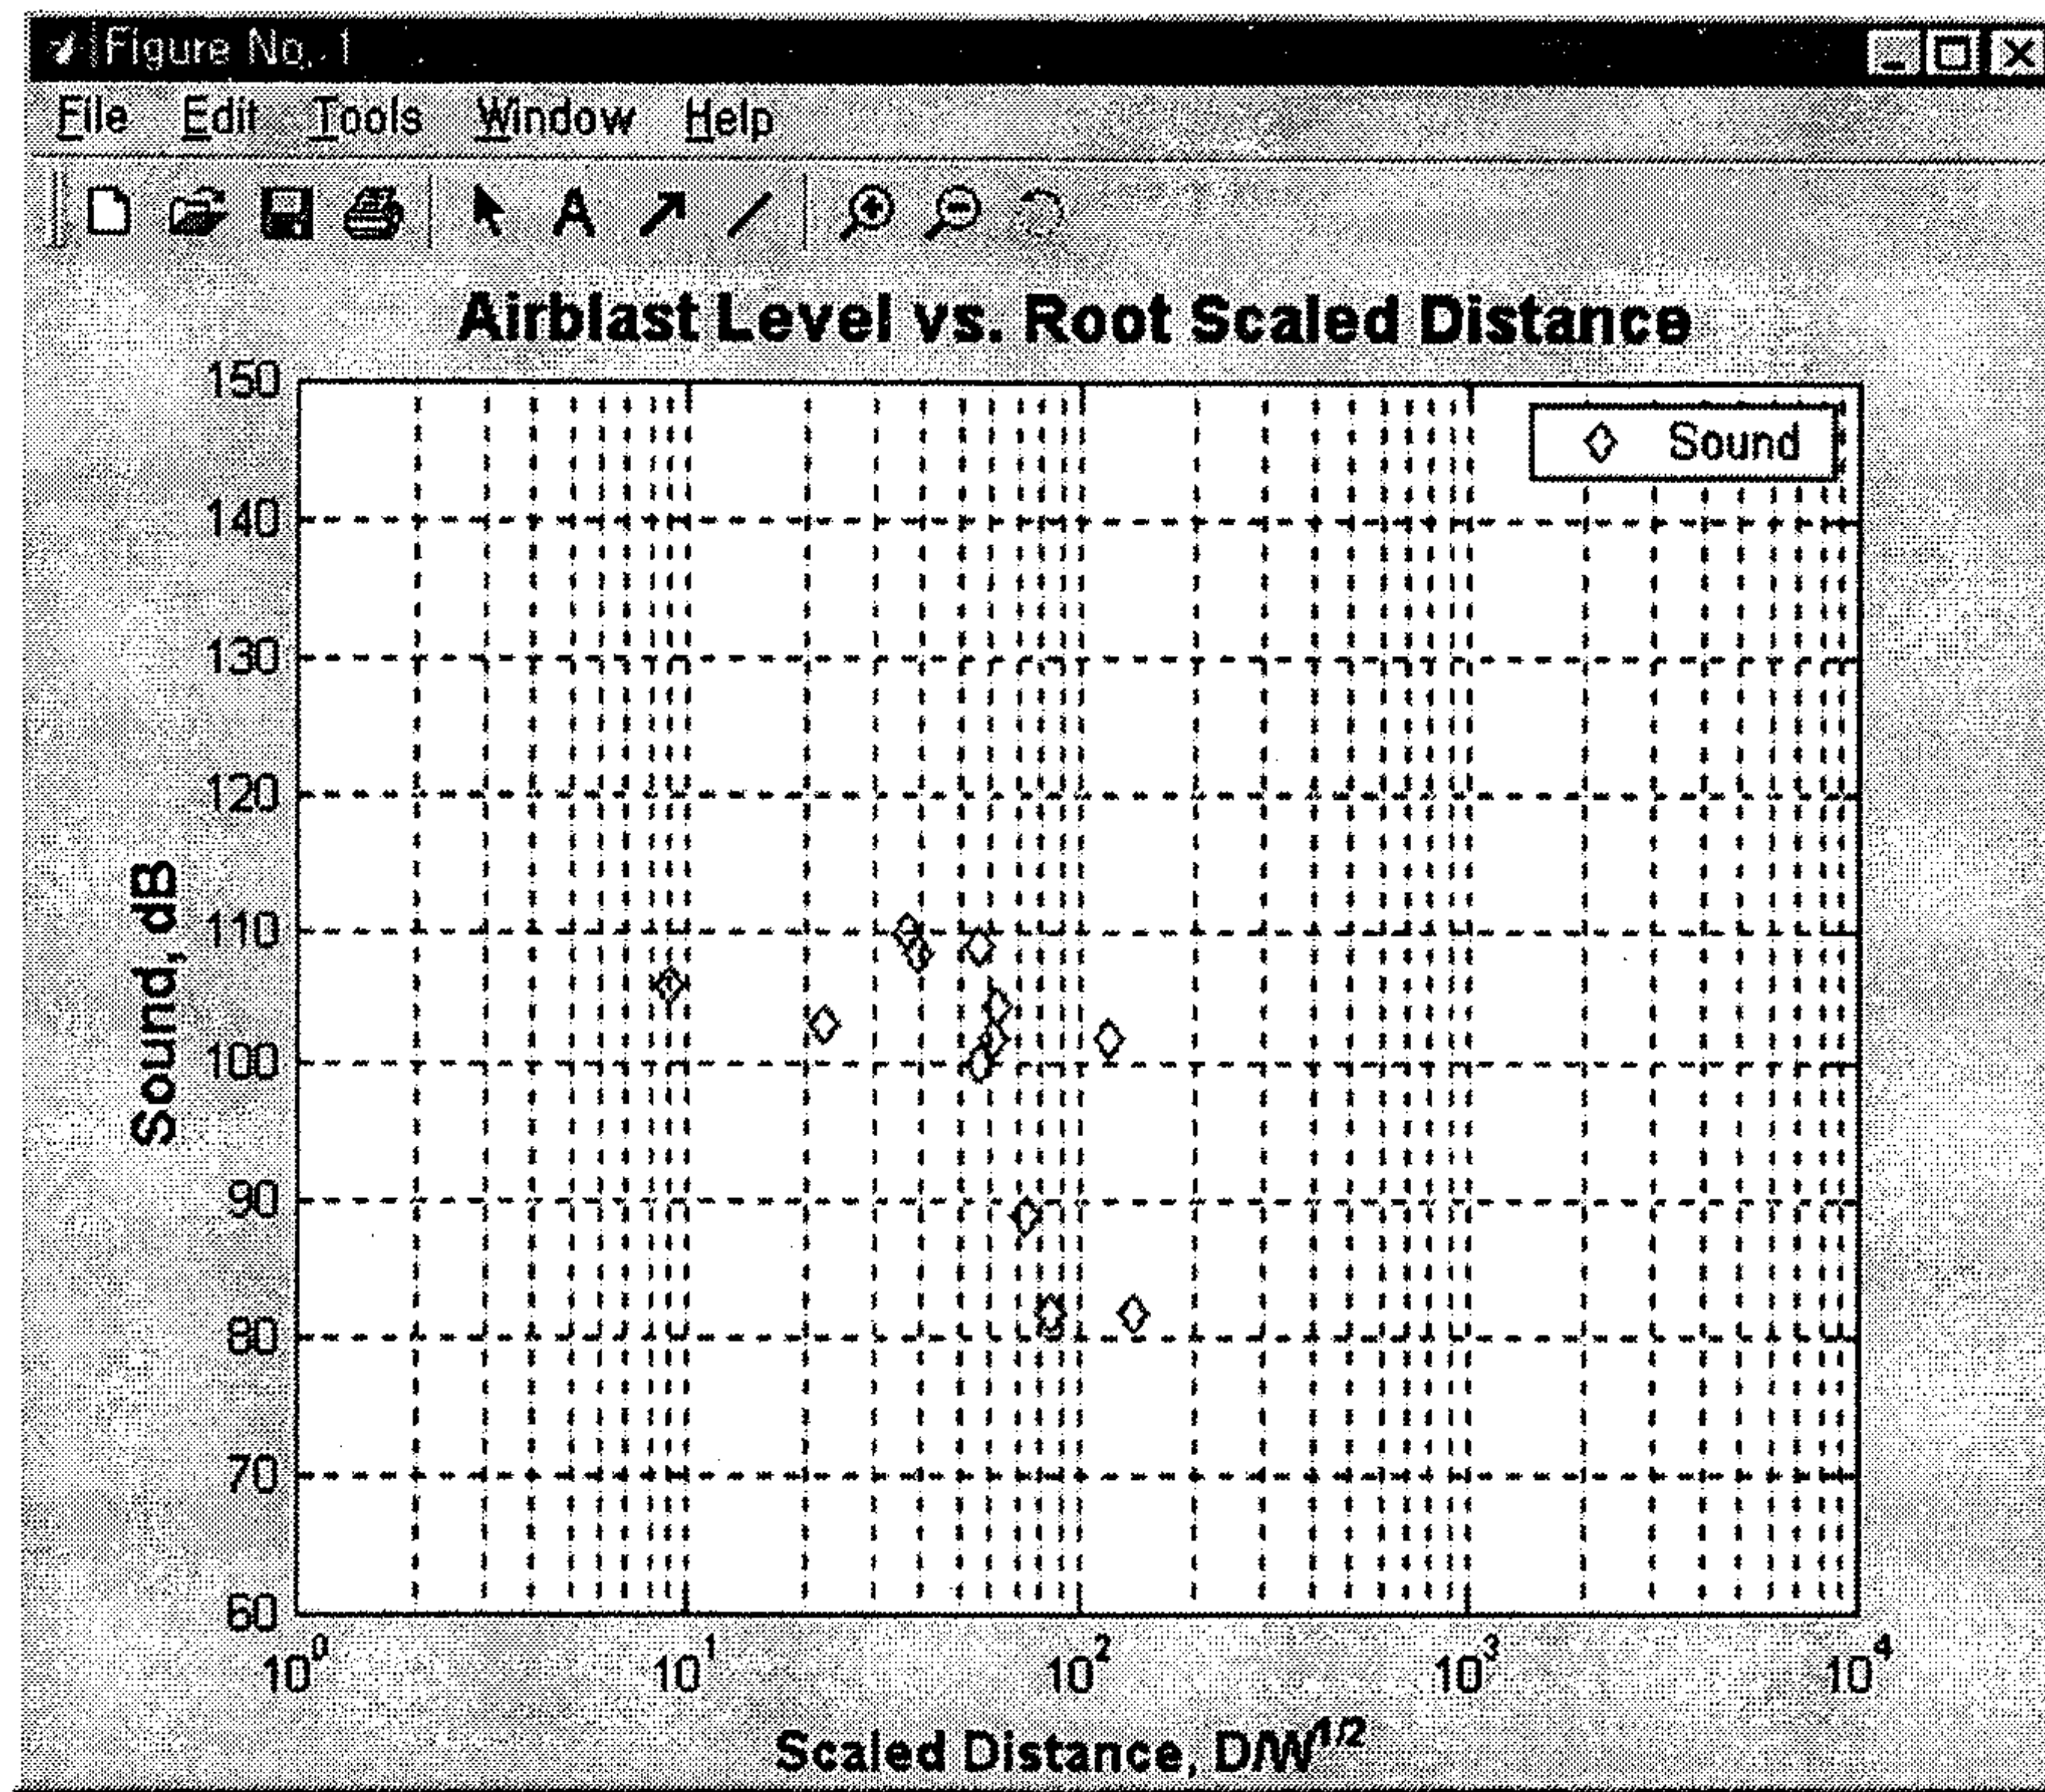 Figure No. 1
File Edit Tools Window Help
A
Airblast Level vs. Root Scaled Distance
150
Sound
140
130
120
110
100
90
80
70
60
Sound, dB
10^0 10^1 10^2 10^3 10^4
Scaled Distance, D/W^1/2